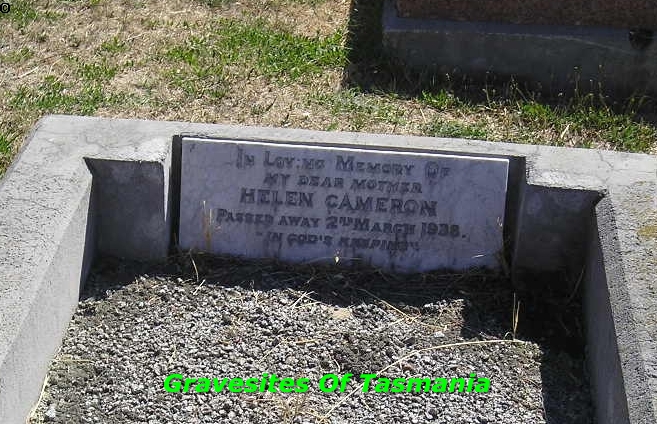 In Loving Memory Of
my dear mother
Helen Cameron
Passed away 2nd March 1938.
"In God's Keeping"
Gravesites Of Tasmania